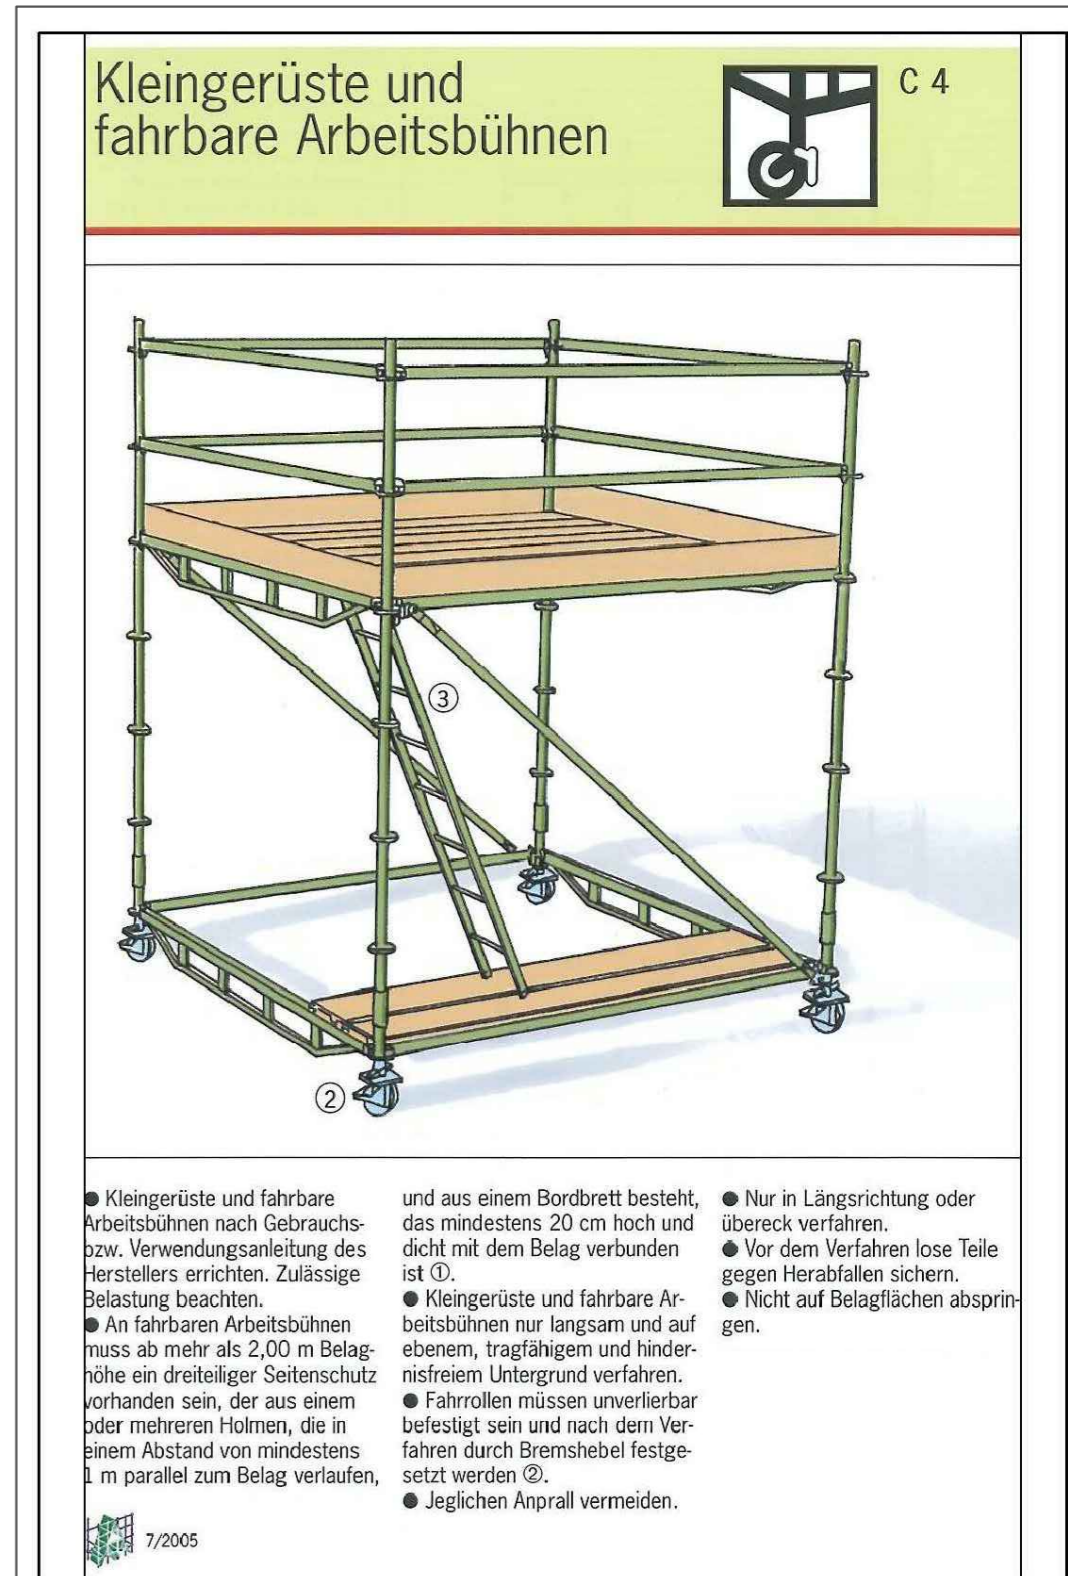 Kleingerüste und
fahrbare Arbeitsbühnen
C 4
③
②
● Kleingerüste und fahrbare
Arbeitsbühnen nach Gebrauchs-
bzw. Verwendungsanleitung des
Herstellers errichten. Zulässige
Belastung beachten.
● An fahrbaren Arbeitsbühnen
muss ab mehr als 2,00 m Belag-
höhe ein dreiteiliger Seitenschutz
vorhanden sein, der aus einem
oder mehreren Holmen, die in
einem Abstand von mindestens
1 m parallel zum Belag verlaufen,
und aus einem Bordbrett besteht,
das mindestens 20 cm hoch und
dicht mit dem Belag verbunden
ist ①.
● Kleingerüste und fahrbare Ar-
beitsbühnen nur langsam und auf
ebenem, tragfähigem und hinder-
nisfreiem Untergrund verfahren.
● Fahrrollen müssen unverlierbar
befestigt sein und nach dem Ver-
fahren durch Bremshebel festge-
setzt werden ②.
● Jeglichen Anprall vermeiden.
● Nur in Längsrichtung oder
übereck verfahren.
● Vor dem Verfahren lose Teile
gegen Herabfallen sichern.
● Nicht auf Belagflächen absprin-
gen.
7/2005